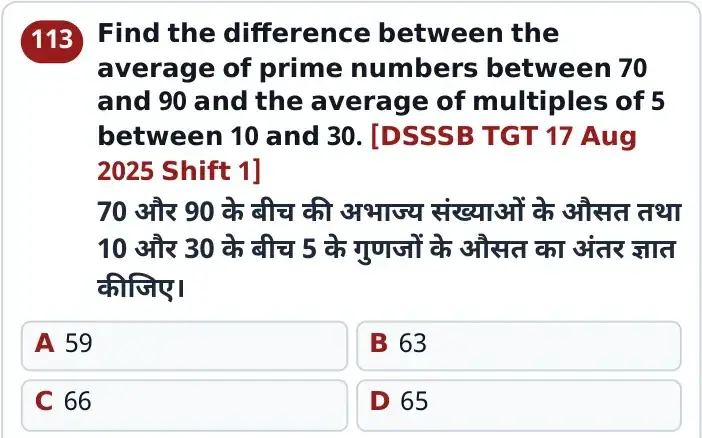 113 Find the difference between the
average of prime numbers between 70
and 90 and the average of multiples of 5
between 10 and 30. [DSSSB TGT 17 Aug
2025 Shift 1]
70 और 90 के बीच की अभाज्य संख्याओं के औसत तथा
10 और 30 के बीच 5 के गुणजों के औसत का अंतर ज्ञात
कीजिए।
A 59
B 63
C 66
D 65